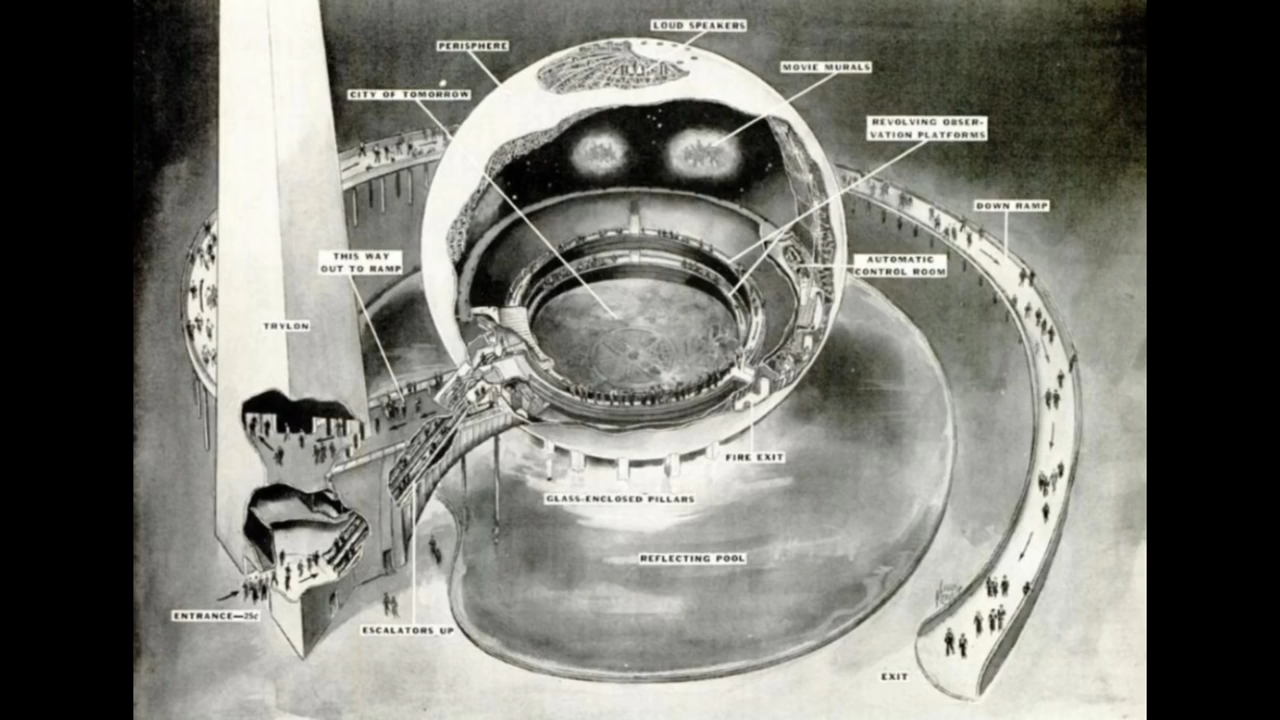 LOUD SPEAKERS
PERISPHERE
MOVIE MURALS
CITY OF TOMORROW
REVOLVING OBSER-
VATION PLATFORMS
DOWN RAMP
THIS WAY
OUT TO RAMP
AUTOMATIC
CONTROL ROOM
TRYLON
FIRE EXIT
GLASS-ENCLOSED PILLARS
REFLECTING POOL
ENTRANCE—25¢
ESCALATORS UP
EXIT